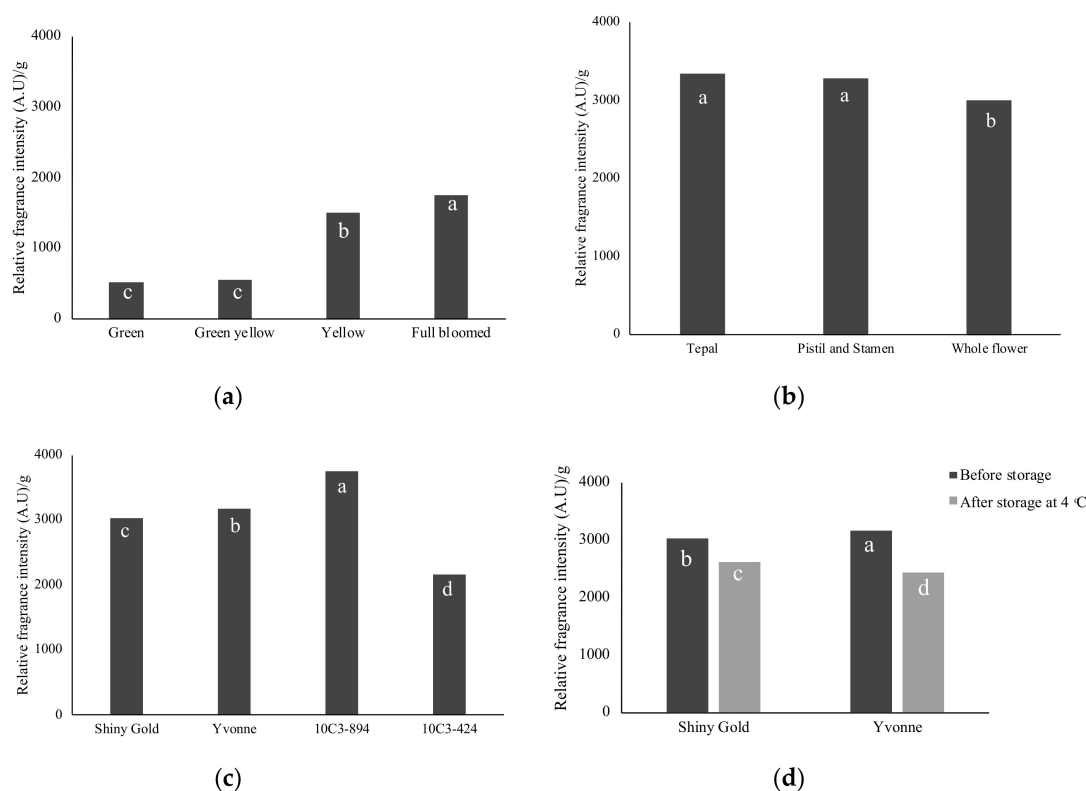 Relative fragrance intensity (A.U)/g
4000
3000
2000
1000
0
c
c
b
a
Green
Green yellow
Yellow
Full bloomed
(a)
Relative fragrance intensity (A.U)/g
4000
3000
2000
1000
0
a
a
b
Tepal
Pistil and Stamen
Whole flower
(b)
Relative fragrance intensity (A.U)/g
4000
3000
2000
1000
0
c
b
a
d
Shiny Gold
Yvonne
10C3-894
10C3-424
(c)
Relative fragrance intensity (A.U)/g
4000
3000
2000
1000
0
Before storage
After storage at 4 °C
b
c
a
d
Shiny Gold
Yvonne
(d)